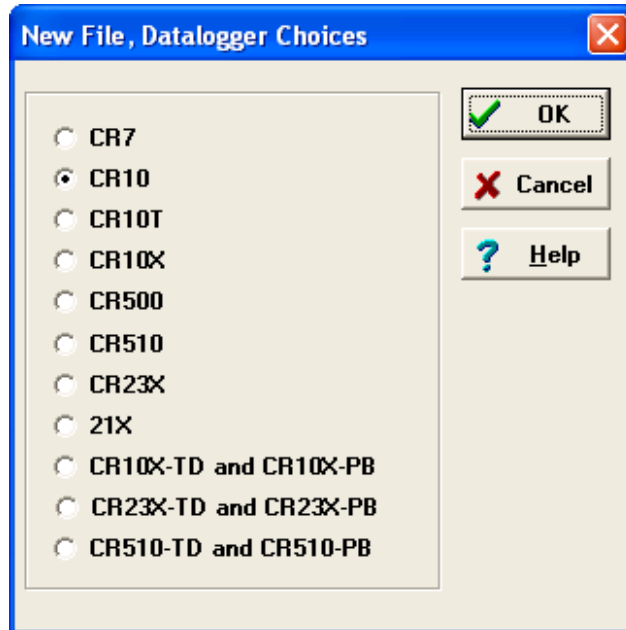 New File, Datalogger Choices
CR7
CR10
CR10T
CR10X
CR500
CR510
CR23X
21X
CR10X-TD and CR10X-PB
CR23X-TD and CR23X-PB
CR510-TD and CR510-PB
OK
Cancel
Help